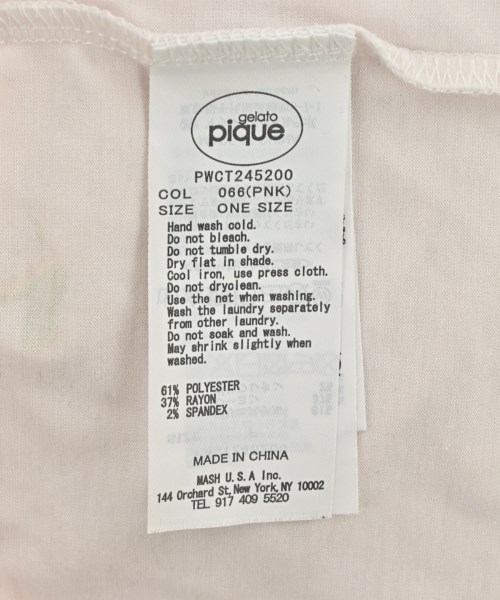 gelato
pique
PWCT245200
COL 066(PNK)
SIZE ONE SIZE
Hand wash cold.
Do not bleach.
Do not tumble dry.
Dry flat in shade.
Cool iron, use press cloth.
Do not dryclean.
Use the net when washing.
Wash the laundry separately
from other laundry.
Do not soak and wash.
May shrink slightly when
washed.
61% POLYESTER
37% RAYON
2% SPANDEX
MADE IN CHINA
MASH U.S.A Inc.
144 Orchard St, New York, NY 10002
TEL 917 409 5520